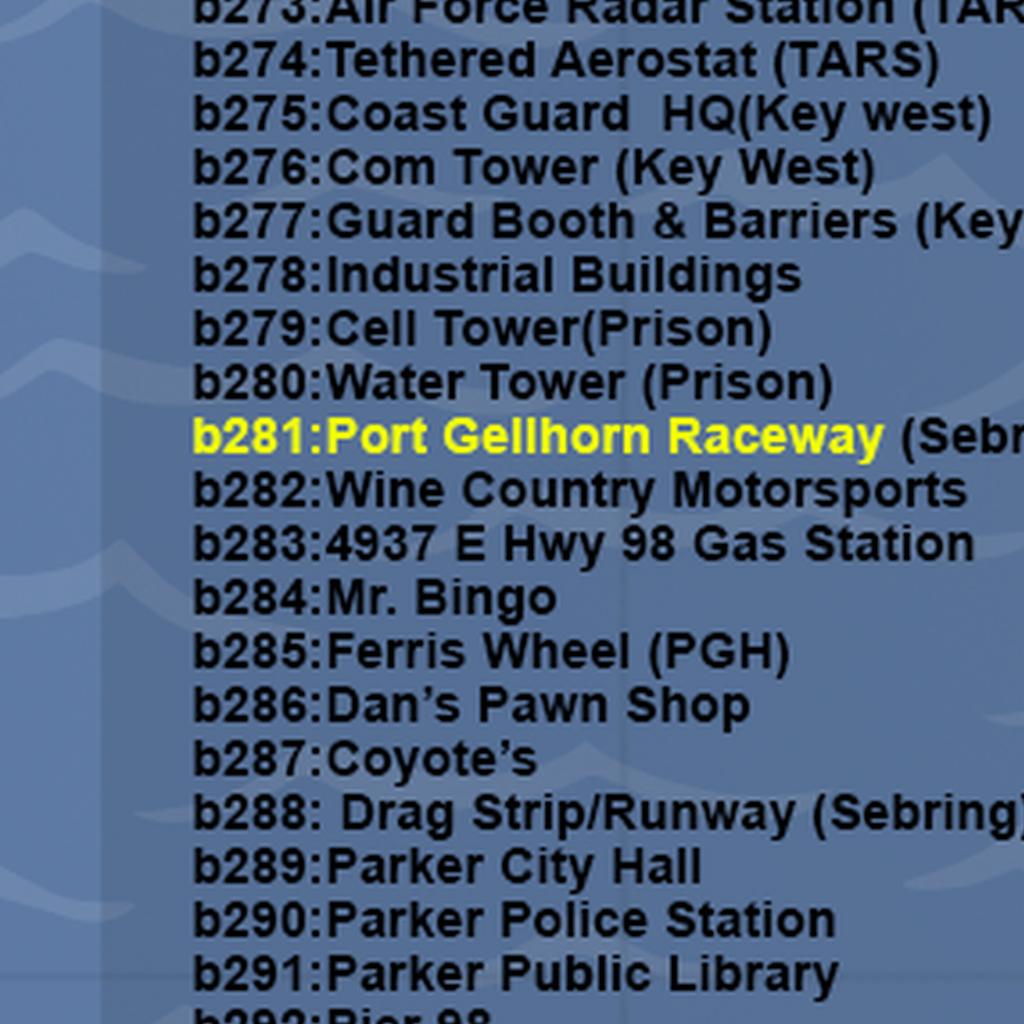 b273:Air Force Radar Station (TAR
b274:Tethered Aerostat (TARS)
b275:Coast Guard  HQ(Key west)
b276:Com Tower (Key West)
b277:Guard Booth & Barriers (Key
b278:Industrial Buildings
b279:Cell Tower(Prison)
b280:Water Tower (Prison)
b281:Port Gellhorn Raceway (Sebr
b282:Wine Country Motorsports
b283:4937 E Hwy 98 Gas Station
b284:Mr. Bingo
b285:Ferris Wheel (PGH)
b286:Dan’s Pawn Shop
b287:Coyote’s
b288: Drag Strip/Runway (Sebring)
b289:Parker City Hall
b290:Parker Police Station
b291:Parker Public Library
b292:Pier 98